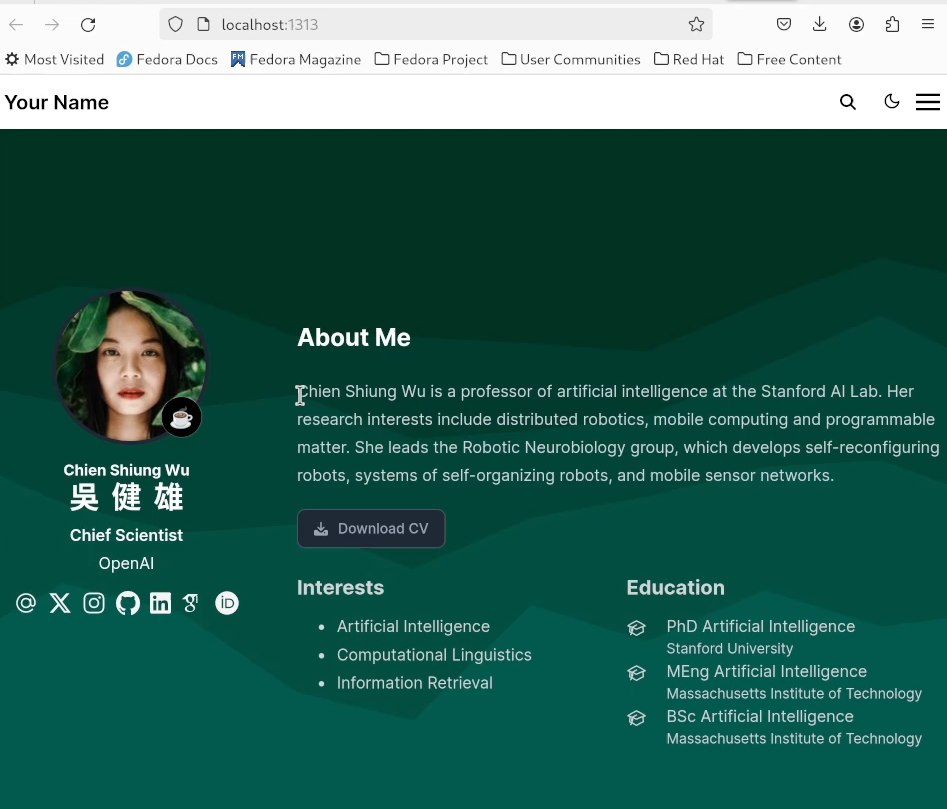 localhost:1313
Most Visited Fedora Docs Fedora Magazine Fedora Project User Communities Red Hat Free Content
Your Name
About Me
Chien Shiung Wu is a professor of artificial intelligence at the Stanford AI Lab. Her
research interests include distributed robotics, mobile computing and programmable
matter. She leads the Robotic Neurobiology group, which develops self-reconfiguring
robots, systems of self-organizing robots, and mobile sensor networks.
Download CV
Chien Shiung Wu
吳健雄
Chief Scientist
OpenAI
Interests
Artificial Intelligence
Computational Linguistics
Information Retrieval
Education
PhD Artificial Intelligence
Stanford University
MEng Artificial Intelligence
Massachusetts Institute of Technology
BSc Artificial Intelligence
Massachusetts Institute of Technology